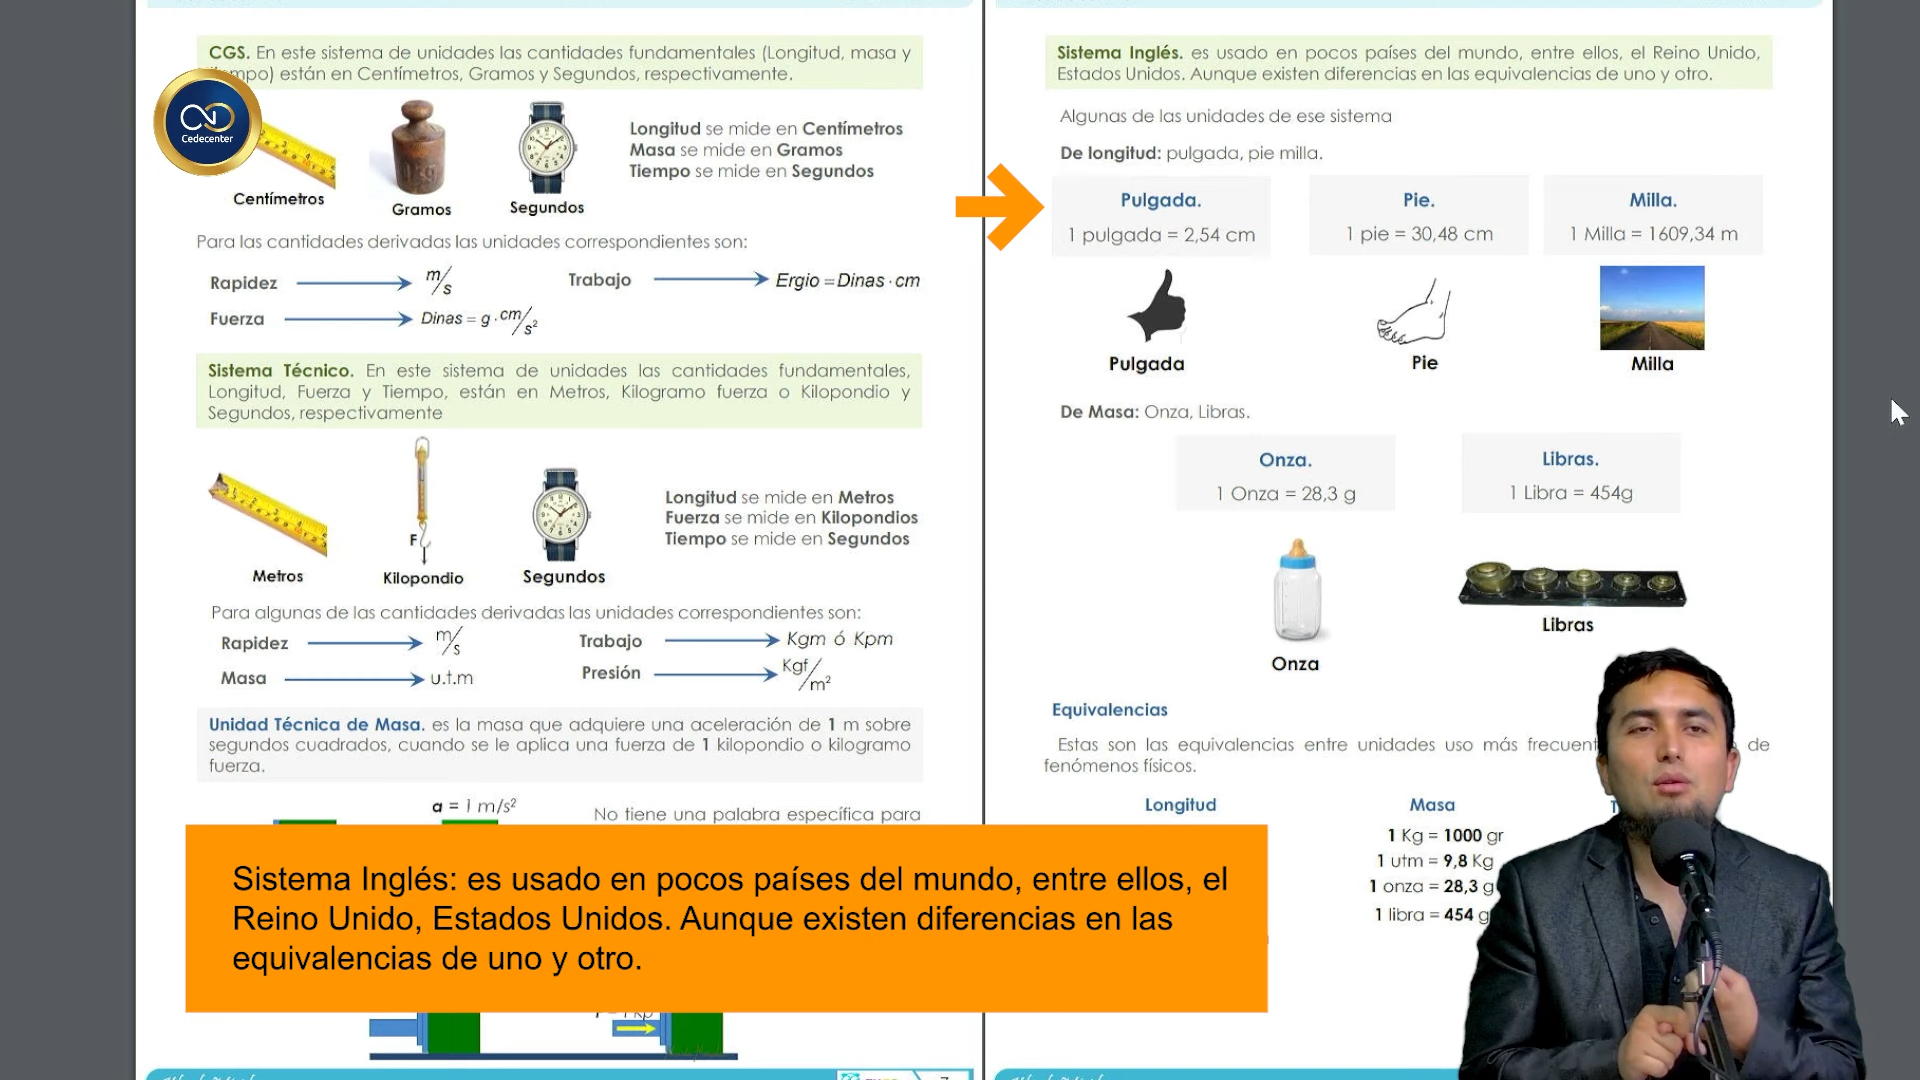 CGS. En este sistema de unidades las cantidades fundamentales (Longitud, masa y
tiempo) están en Centímetros, Gramos y Segundos, respectivamente.
Cedecenter
Centímetros
Gramos
Segundos
Longitud se mide en Centímetros
Masa se mide en Gramos
Tiempo se mide en Segundos
Para las cantidades derivadas las unidades correspondientes son:
Rapidez m/s
Trabajo Ergio = Dinas · cm
Fuerza Dinas = g · cm/s²
Sistema Técnico. En este sistema de unidades las cantidades fundamentales,
Longitud, Fuerza y Tiempo, están en Metros, Kilogramo fuerza o Kilopondio y
Segundos, respectivamente
F
Metros
Kilopondio
Segundos
Longitud se mide en Metros
Fuerza se mide en Kilopondios
Tiempo se mide en Segundos
Para algunas de las cantidades derivadas las unidades correspondientes son:
Rapidez m/s
Trabajo Kgm ó Kpm
Masa u.t.m
Presión Kgf/m²
Unidad Técnica de Masa. es la masa que adquiere una aceleración de 1 m sobre
segundos cuadrados, cuando se le aplica una fuerza de 1 kilopondio o kilogramo
fuerza.
a = 1 m/s²
No tiene una palabra específica para
Sistema Inglés. es usado en pocos países del mundo, entre ellos, el Reino Unido,
Estados Unidos. Aunque existen diferencias en las equivalencias de uno y otro.
Algunas de las unidades de ese sistema
De longitud: pulgada, pie milla.
Pulgada.
1 pulgada = 2,54 cm
Pie.
1 pie = 30,48 cm
Milla.
1 Milla = 1609,34 m
Pulgada
Pie
Milla
De Masa: Onza, Libras.
Onza.
1 Onza = 28,3 g
Libras.
1 Libra = 454g
Onza
Libras
Equivalencias
Estas son las equivalencias entre unidades uso más frecuent de
fenómenos físicos.
Longitud
Masa
1 Kg = 1000 gr
1 utm = 9,8 Kg
1 onza = 28,3 g
1 libra = 454 g
Sistema Inglés: es usado en pocos países del mundo, entre ellos, el
Reino Unido, Estados Unidos. Aunque existen diferencias en las
equivalencias de uno y otro.